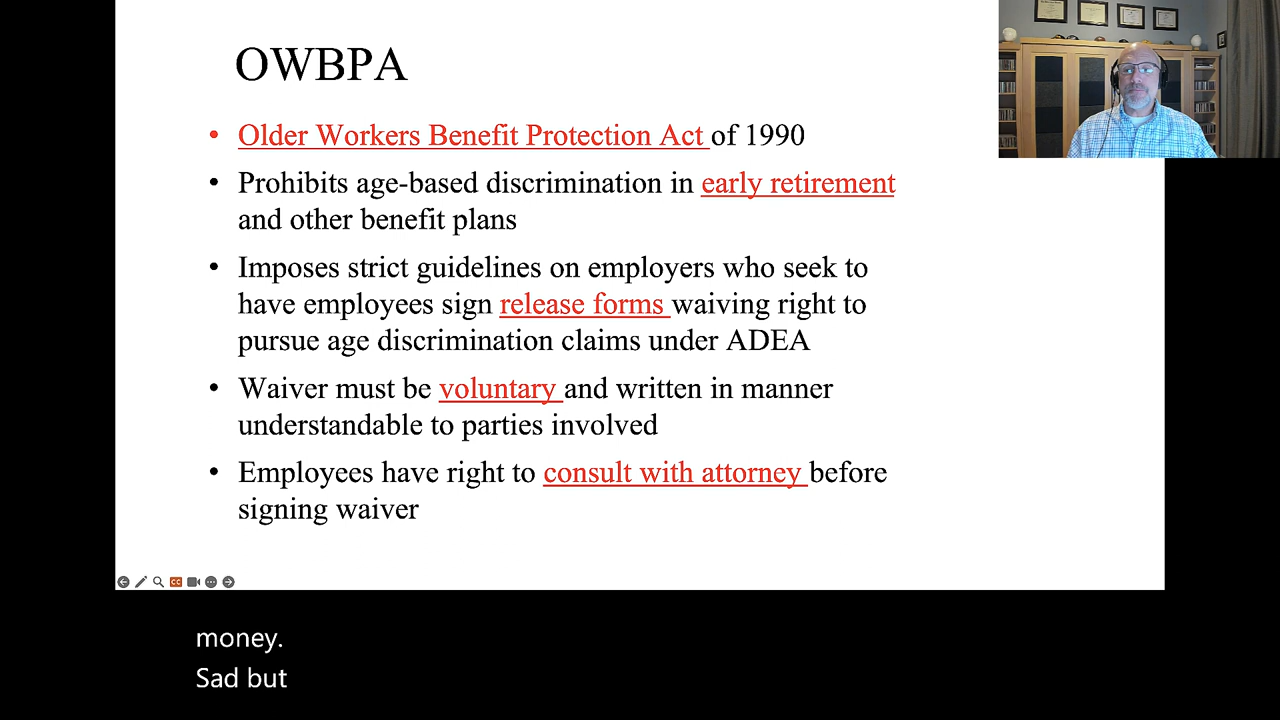 OWBPA
• Older Workers Benefit Protection Act of 1990
• Prohibits age-based discrimination in early retirement
and other benefit plans
• Imposes strict guidelines on employers who seek to
have employees sign release forms waiving right to
pursue age discrimination claims under ADEA
• Waiver must be voluntary and written in manner
understandable to parties involved
• Employees have right to consult with attorney before
signing waiver
CC
money.
Sad but